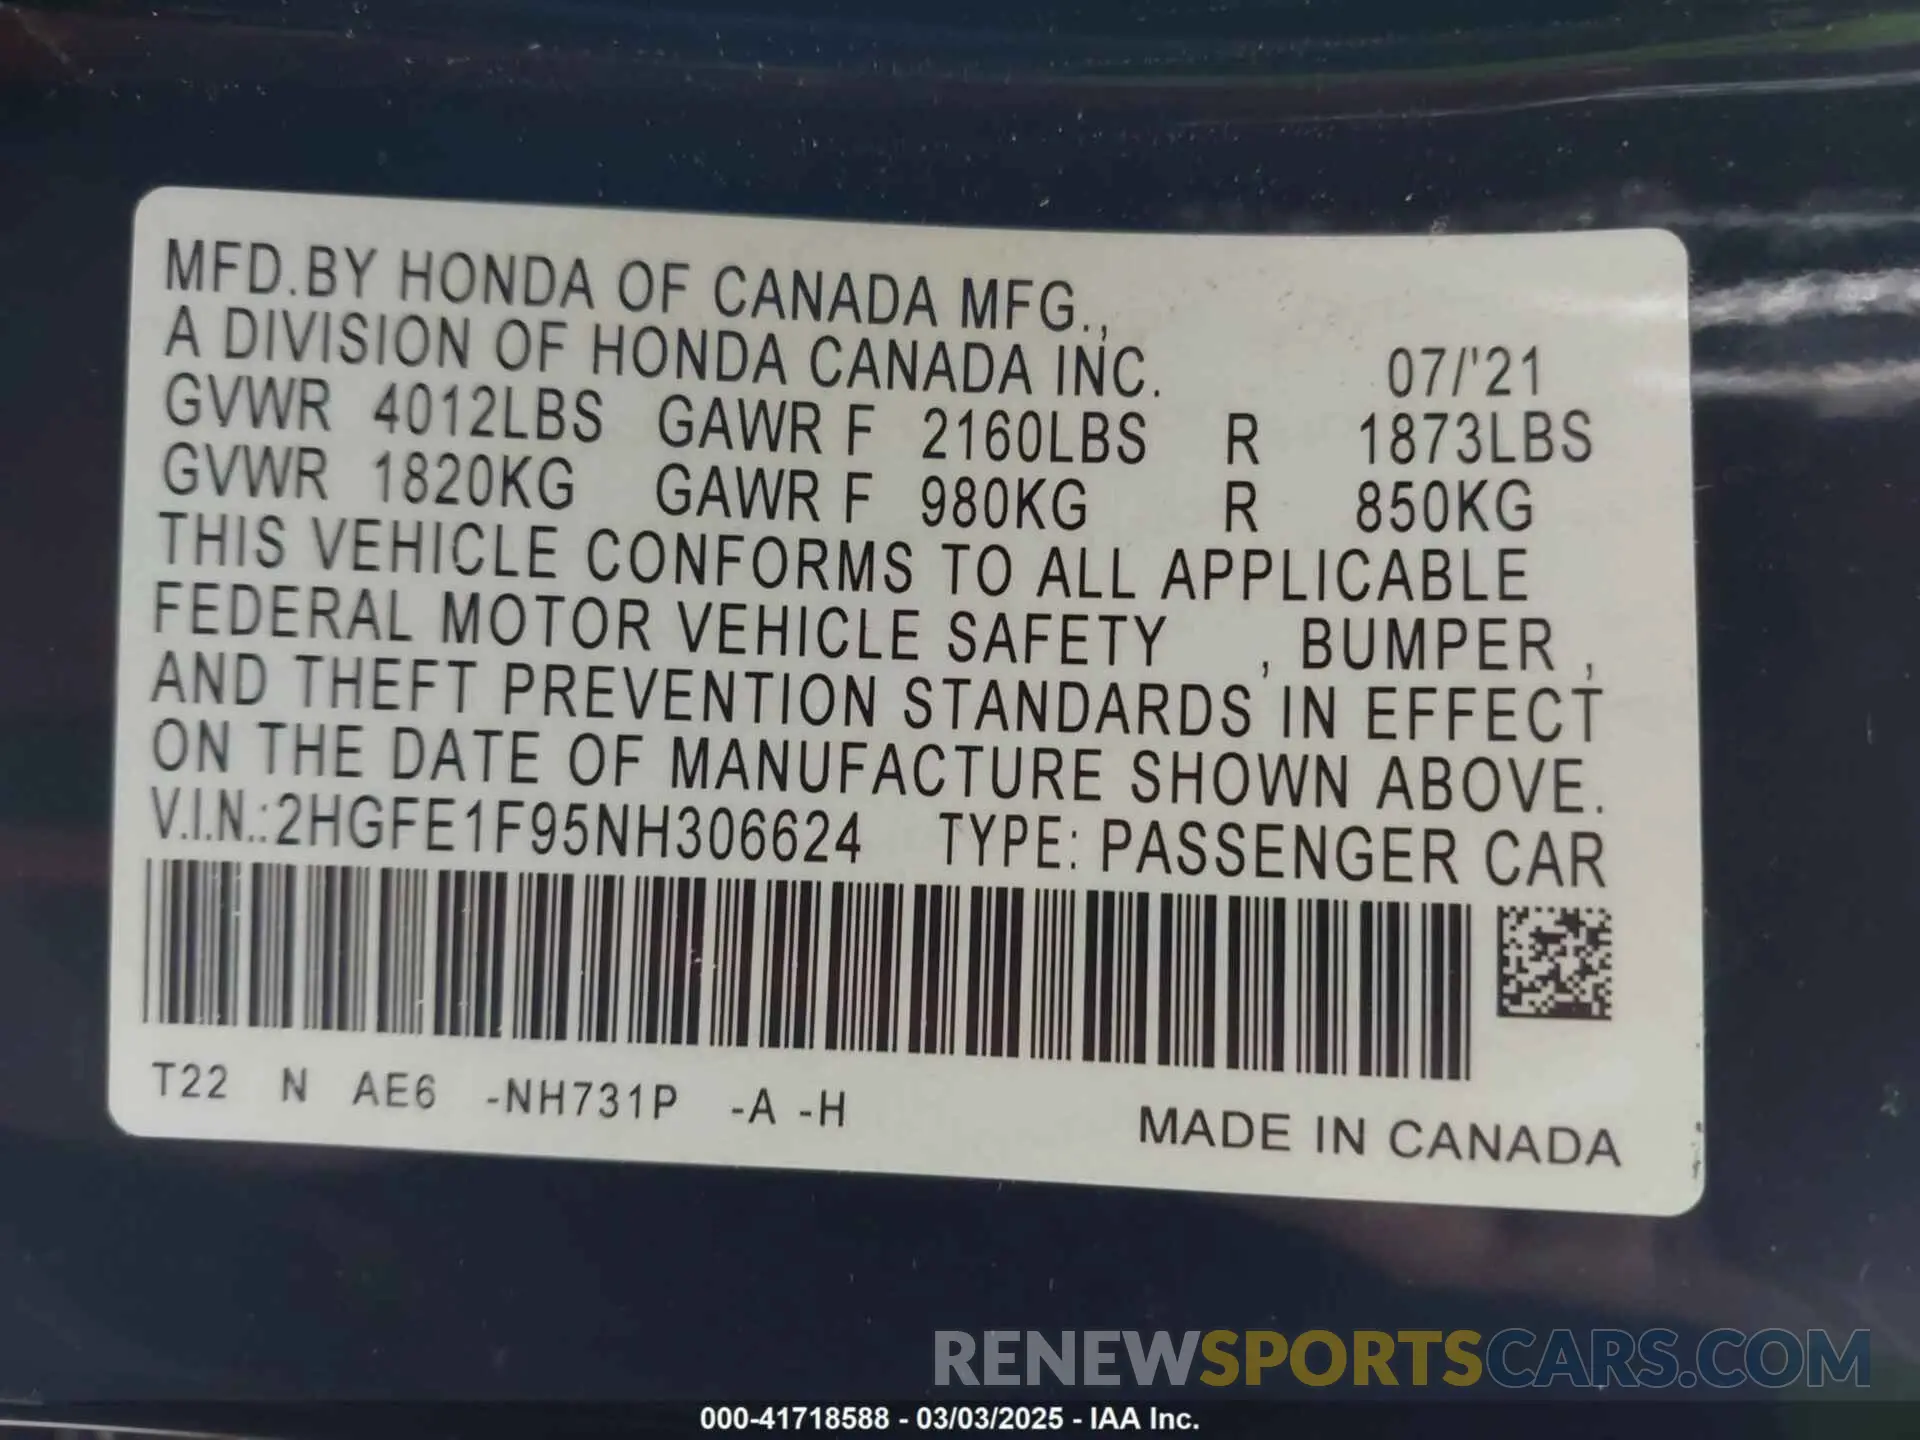 MFD.BY HONDA OF CANADA MFG.,
A DIVISION OF HONDA CANADA INC. 07/'21
GVWR 4012LBS GAWR F 2160LBS R 1873LBS
GVWR 1820KG GAWR F 980KG R 850KG
THIS VEHICLE CONFORMS TO ALL APPLICABLE
FEDERAL MOTOR VEHICLE SAFETY , BUMPER ,
AND THEFT PREVENTION STANDARDS IN EFFECT
ON THE DATE OF MANUFACTURE SHOWN ABOVE.
V.I.N.:2HGFE1F95NH306624 TYPE: PASSENGER CAR
T22 N AE6 -NH731P -A -H
MADE IN CANADA
RENEWSPORTSCARS.COM
000-41718588 - 03/03/2025 - IAA Inc.